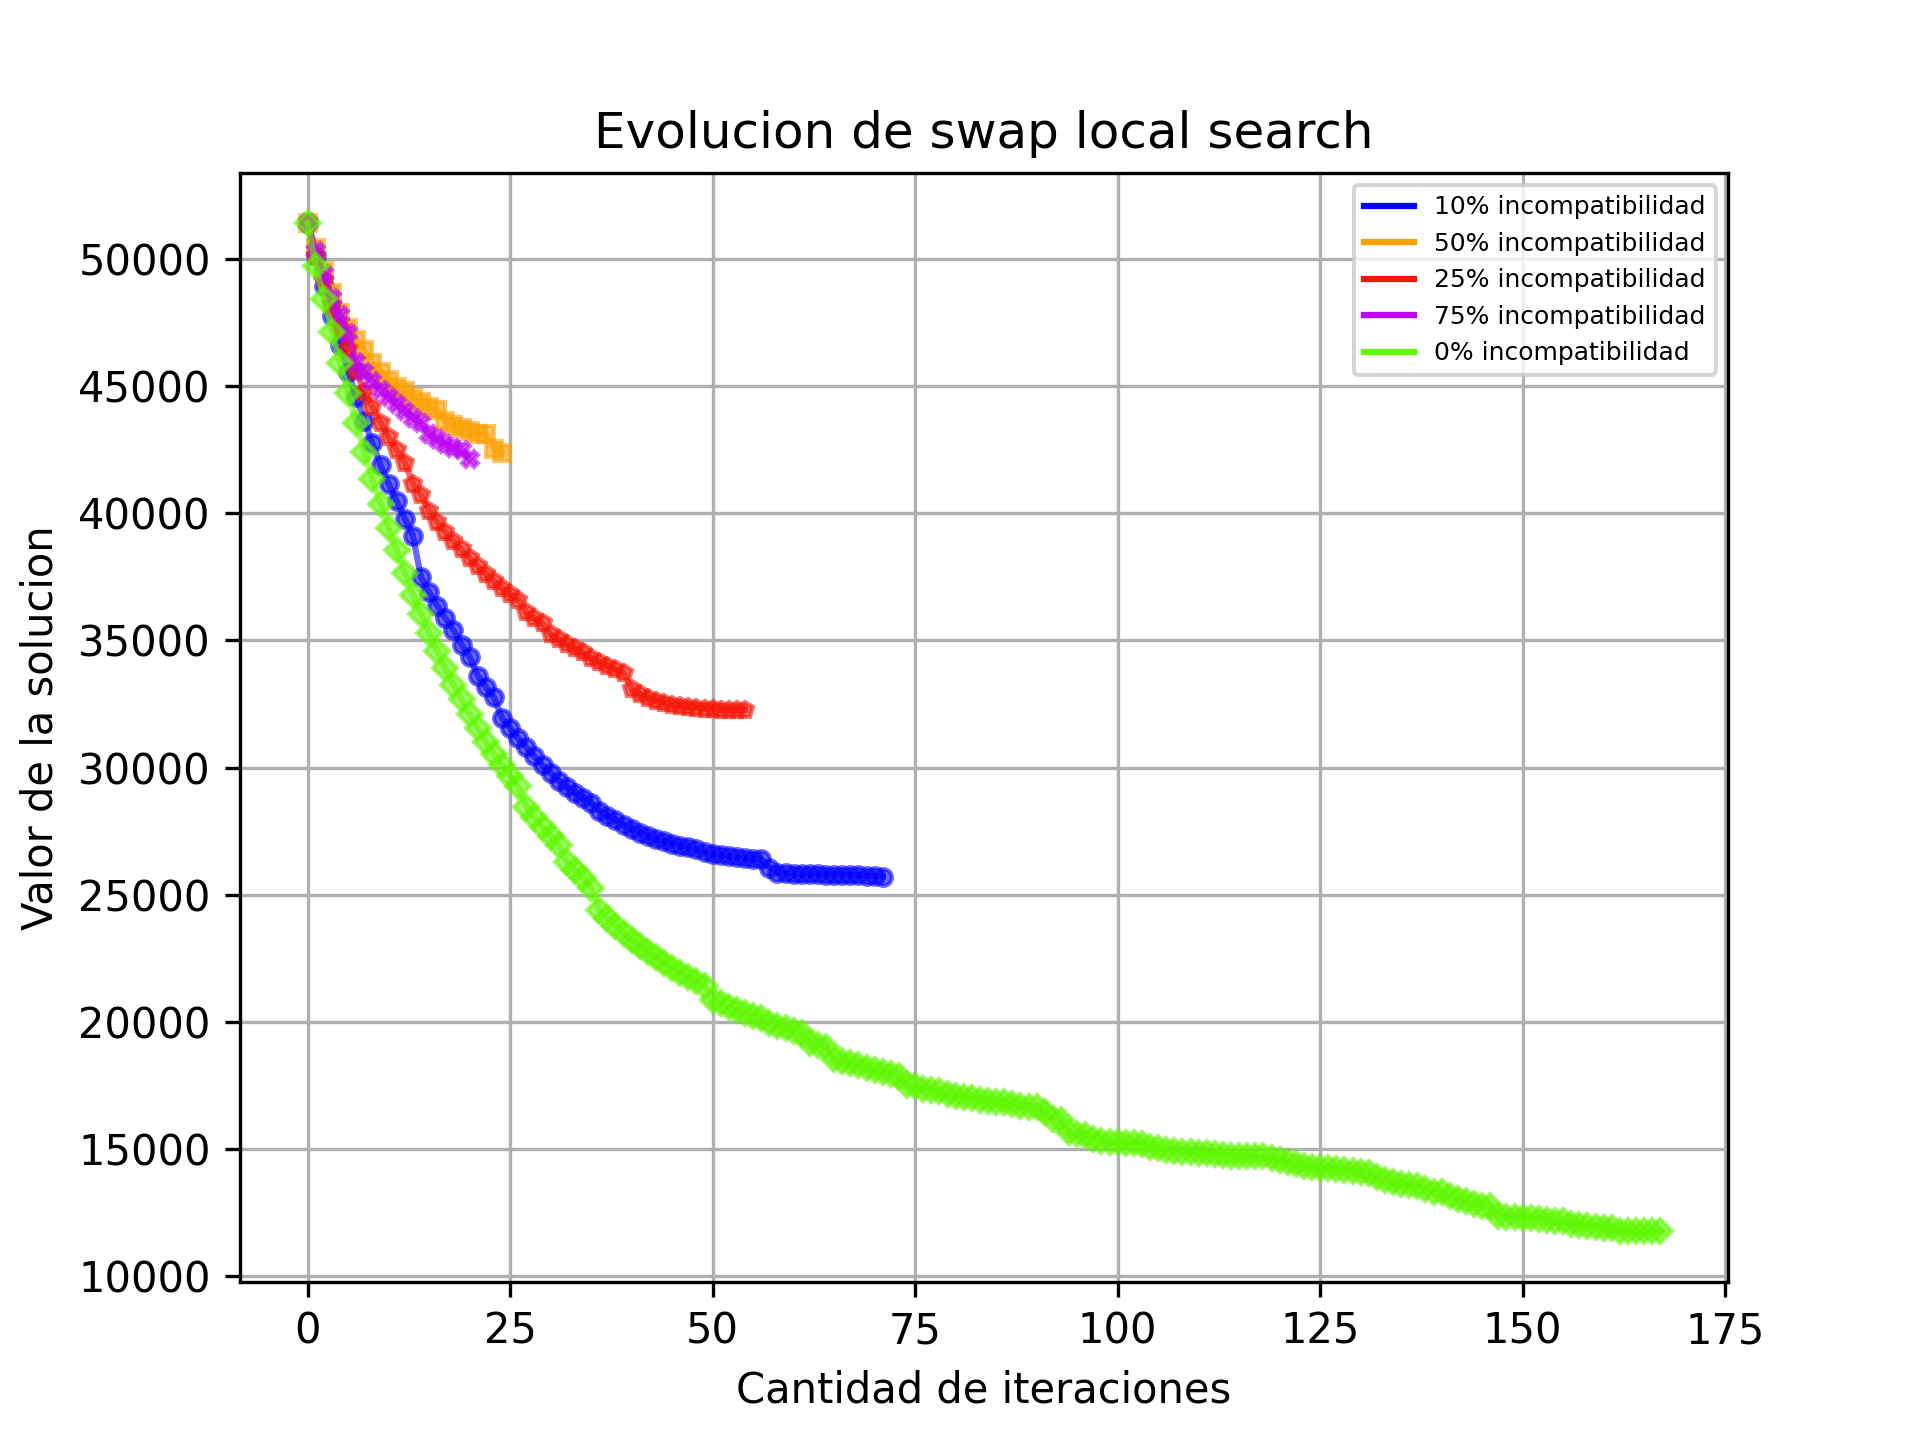 Evolucion de swap local search
10% incompatibilidad
50% incompatibilidad
25% incompatibilidad
75% incompatibilidad
0% incompatibilidad
Valor de la solucion
50000
45000
40000
35000
30000
25000
20000
15000
10000
0 25 50 75 100 125 150 175
Cantidad de iteraciones